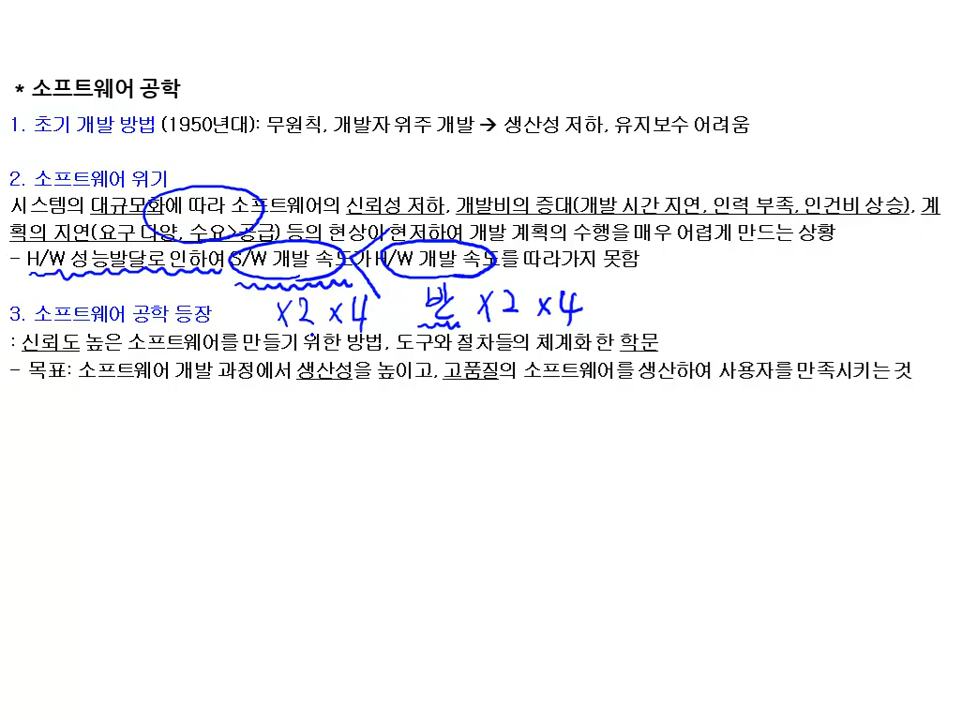 * 소프트웨어 공학
1. 초기 개발 방법 (1950년대): 무원칙, 개발자 위주 개발 → 생산성 저하, 유지보수 어려움
2. 소프트웨어 위기
시스템의 대규모화에 따라 소프트웨어의 신뢰성 저하, 개발비의 증대(개발 시간 지연, 인력 부족, 인건비 상승), 계
획의 지연(요구 다양, 수요>공급) 등의 현상이 현저하여 개발 계획의 수행을 매우 어렵게 만드는 상황
- H/W 성능발달로 인하여 S/W 개발 속도가 H/W 개발 속도를 따라가지 못함
x2 x4 반 x2 x4
3. 소프트웨어 공학 등장
: 신뢰도 높은 소프트웨어를 만들기 위한 방법, 도구와 절차들의 체계화 한 학문
- 목표: 소프트웨어 개발 과정에서 생산성을 높이고, 고품질의 소프트웨어를 생산하여 사용자를 만족시키는 것